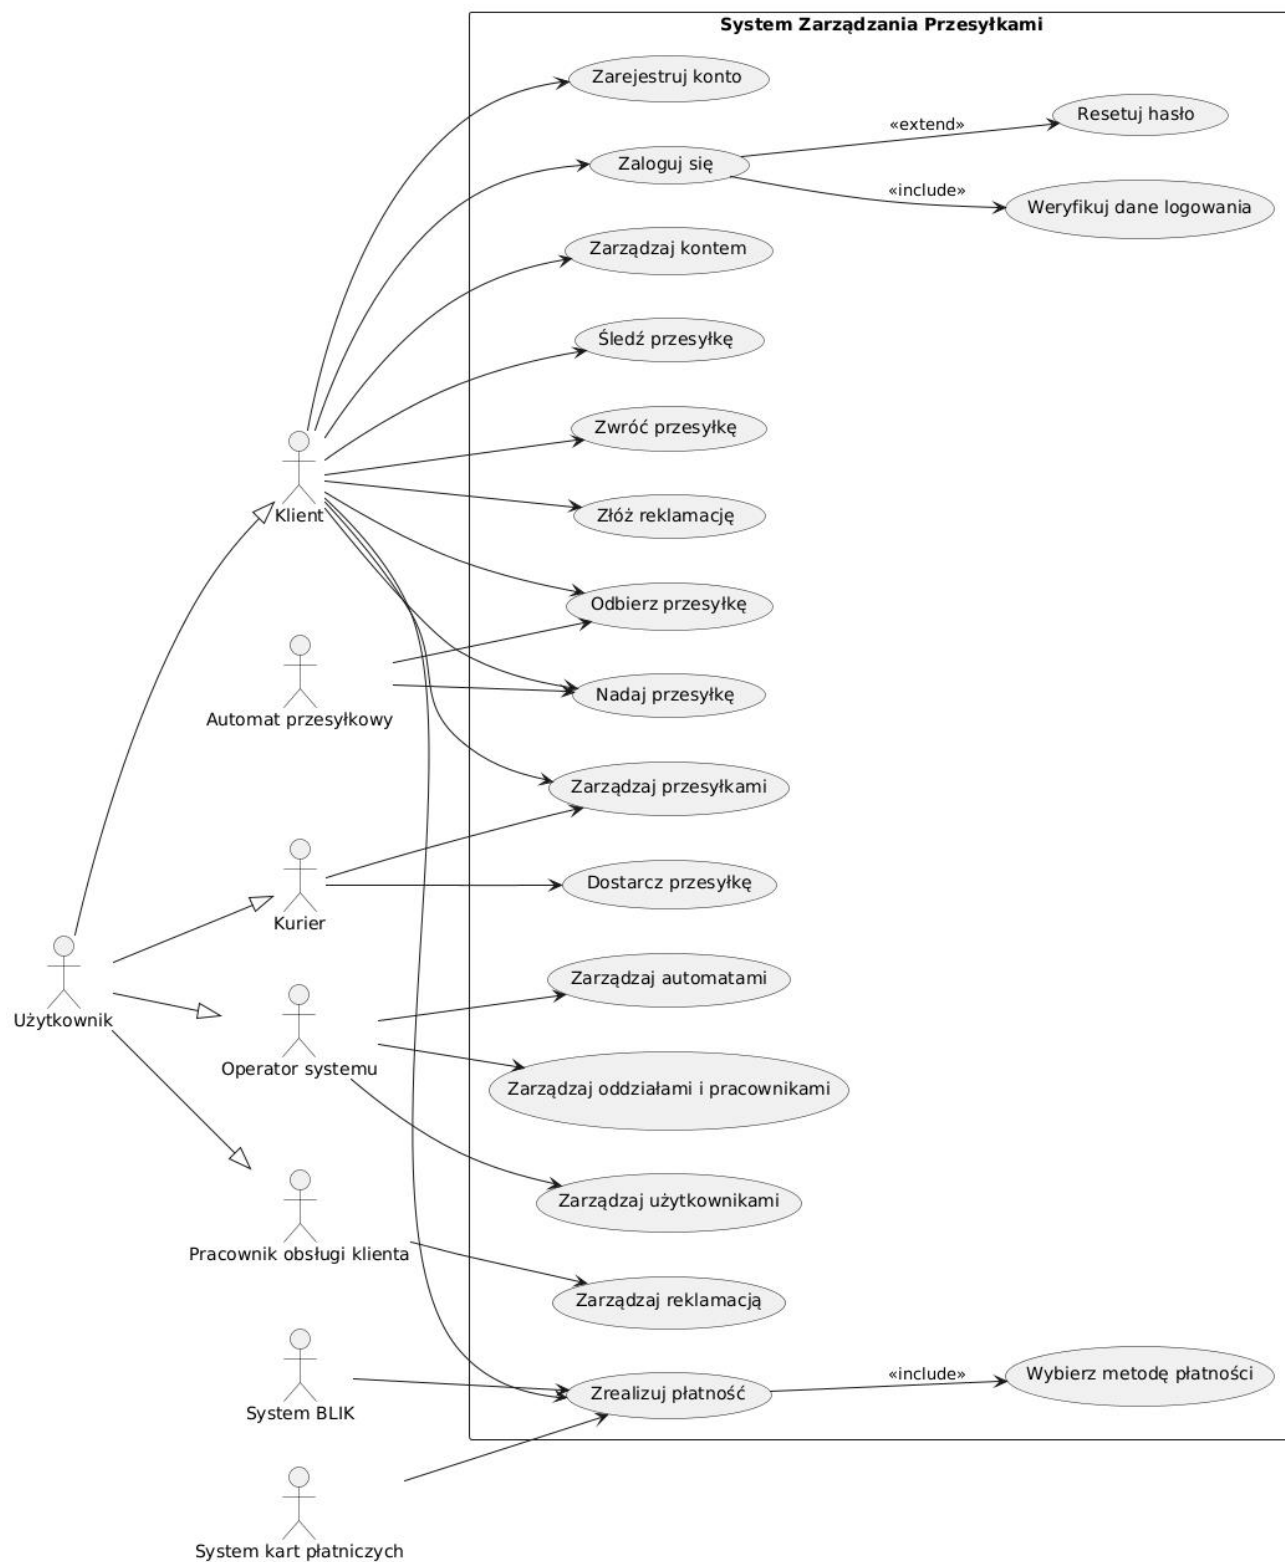 System Zarządzania Przesyłkami
Zarejestruj konto
Resetuj hasło
«extend»
Zaloguj się
«include»
Weryfikuj dane logowania
Zarządzaj kontem
Śledź przesyłkę
Zwróć przesyłkę
Klient
Złóż reklamację
Odbierz przesyłkę
Nadaj przesyłkę
Automat przesyłkowy
Zarządzaj przesyłkami
Dostarcz przesyłkę
Kurier
Zarządzaj automatami
Użytkownik
Operator systemu
Zarządzaj oddziałami i pracownikami
Zarządzaj użytkownikami
Pracownik obsługi klienta
Zarządzaj reklamacją
«include»
Wybierz metodę płatności
Zrealizuj płatność
System BLIK
System kart płatniczych